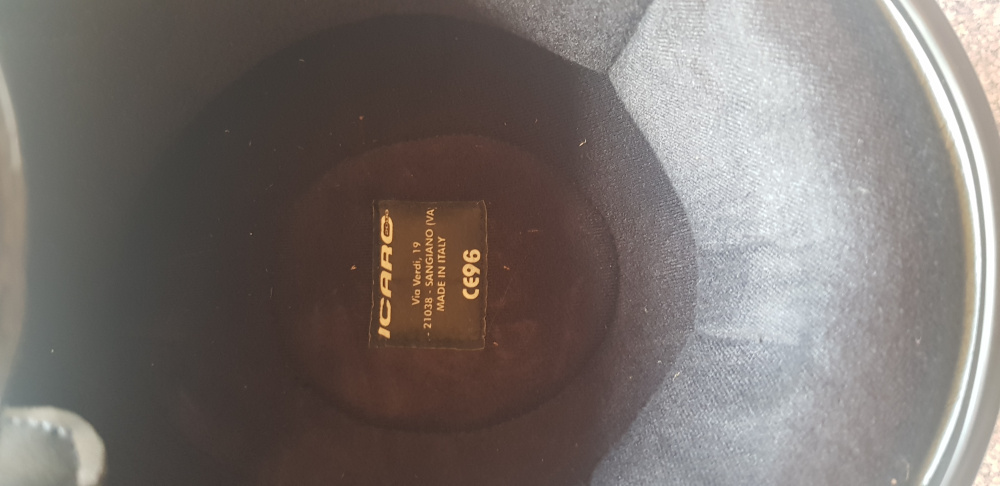 ICARO
Via Verdi, 19
- 21038 - SANGIANO (VA
MADE IN ITALY
CE96